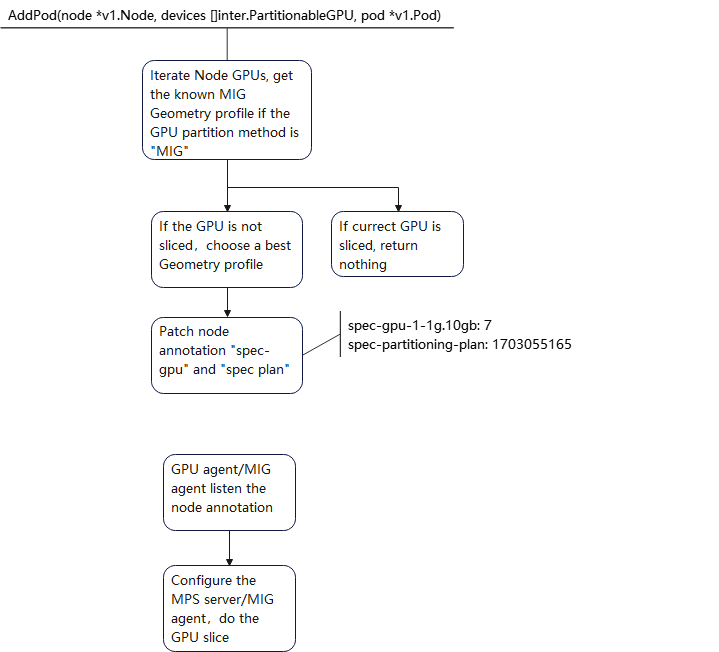 AddPod(node *v1.Node, devices []inter.PartitionableGPU, pod *v1.Pod)
Iterate Node GPUs, get
the known MIG
Geometry profile if the
GPU partition method is
"MIG"
If the GPU is not
sliced，choose a best
Geometry profile
If currect GPU is
sliced, return
nothing
Patch node
annotation "spec-
gpu" and "spec plan"
spec-gpu-1-1g.10gb: 7
spec-partitioning-plan: 1703055165
GPU agent/MIG
agent listen the
node annotation
Configure the
MPS server/MIG
agent，do the
GPU slice